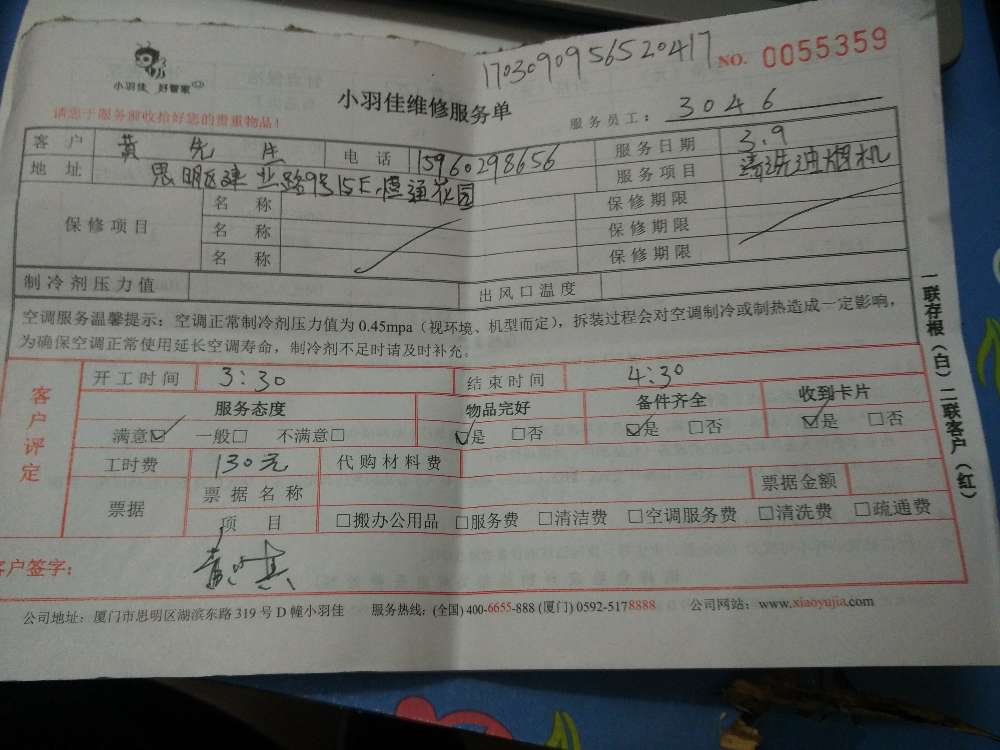 1703090956520417 NO. 0055359
小羽佳 好管家
小羽佳维修服务单
请您于服务前收拾好您的贵重物品!
服务员工: 3046
客户 黄先生 电话 15960298656 服务日期 3.9
地址 思明区建业路9号15E,恒通花园 服务项目 清洗油烟机
保修项目 名称 保修期限
名称 保修期限
名称 保修期限
制冷剂压力值 出风口温度
空调服务温馨提示:空调正常制冷剂压力值为0.45mpa(视环境、机型而定),拆装过程会对空调制冷或制热造成一定影响,
为确保空调正常使用延长空调寿命,制冷剂不足时请及时补充。
客户评定
开工时间 3:30 结束时间 4:30
服务态度 物品完好 备件齐全 收到卡片
满意☑ 一般□ 不满意□ ☑是 □否 ☑是 □否 ☑是 □否
工时费 130元 代购材料费
票据 票据名称 票据金额
项目 □搬办公用品 □服务费 □清洁费 □空调服务费 □清洗费 □疏通费
客户签字:
公司地址:厦门市思明区湖滨东路319号D幢小羽佳 服务热线:(全国)400-6655-888(厦门)0592-5178888 公司网站:www.xiaoyujia.com
一联存根(白)二联客户(红)